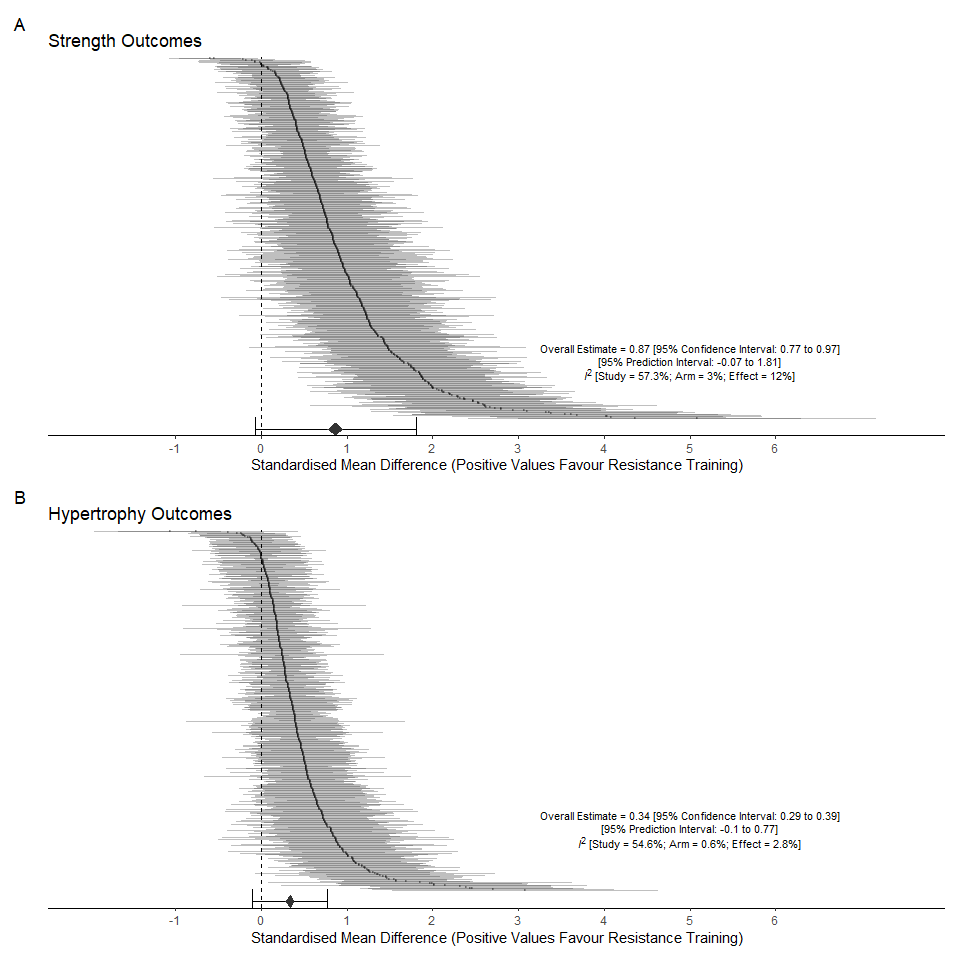 A
Strength Outcomes
Overall Estimate = 0.87 [95% Confidence Interval: 0.77 to 0.97]
[95% Prediction Interval: -0.07 to 1.81]
I² [Study = 57.3%; Arm = 3%; Effect = 12%]
-1 0 1 2 3 4 5 6
Standardised Mean Difference (Positive Values Favour Resistance Training)
B
Hypertrophy Outcomes
Overall Estimate = 0.34 [95% Confidence Interval: 0.29 to 0.39]
[95% Prediction Interval: -0.1 to 0.77]
I² [Study = 54.6%; Arm = 0.6%; Effect = 2.8%]
-1 0 1 2 3 4 5 6
Standardised Mean Difference (Positive Values Favour Resistance Training)